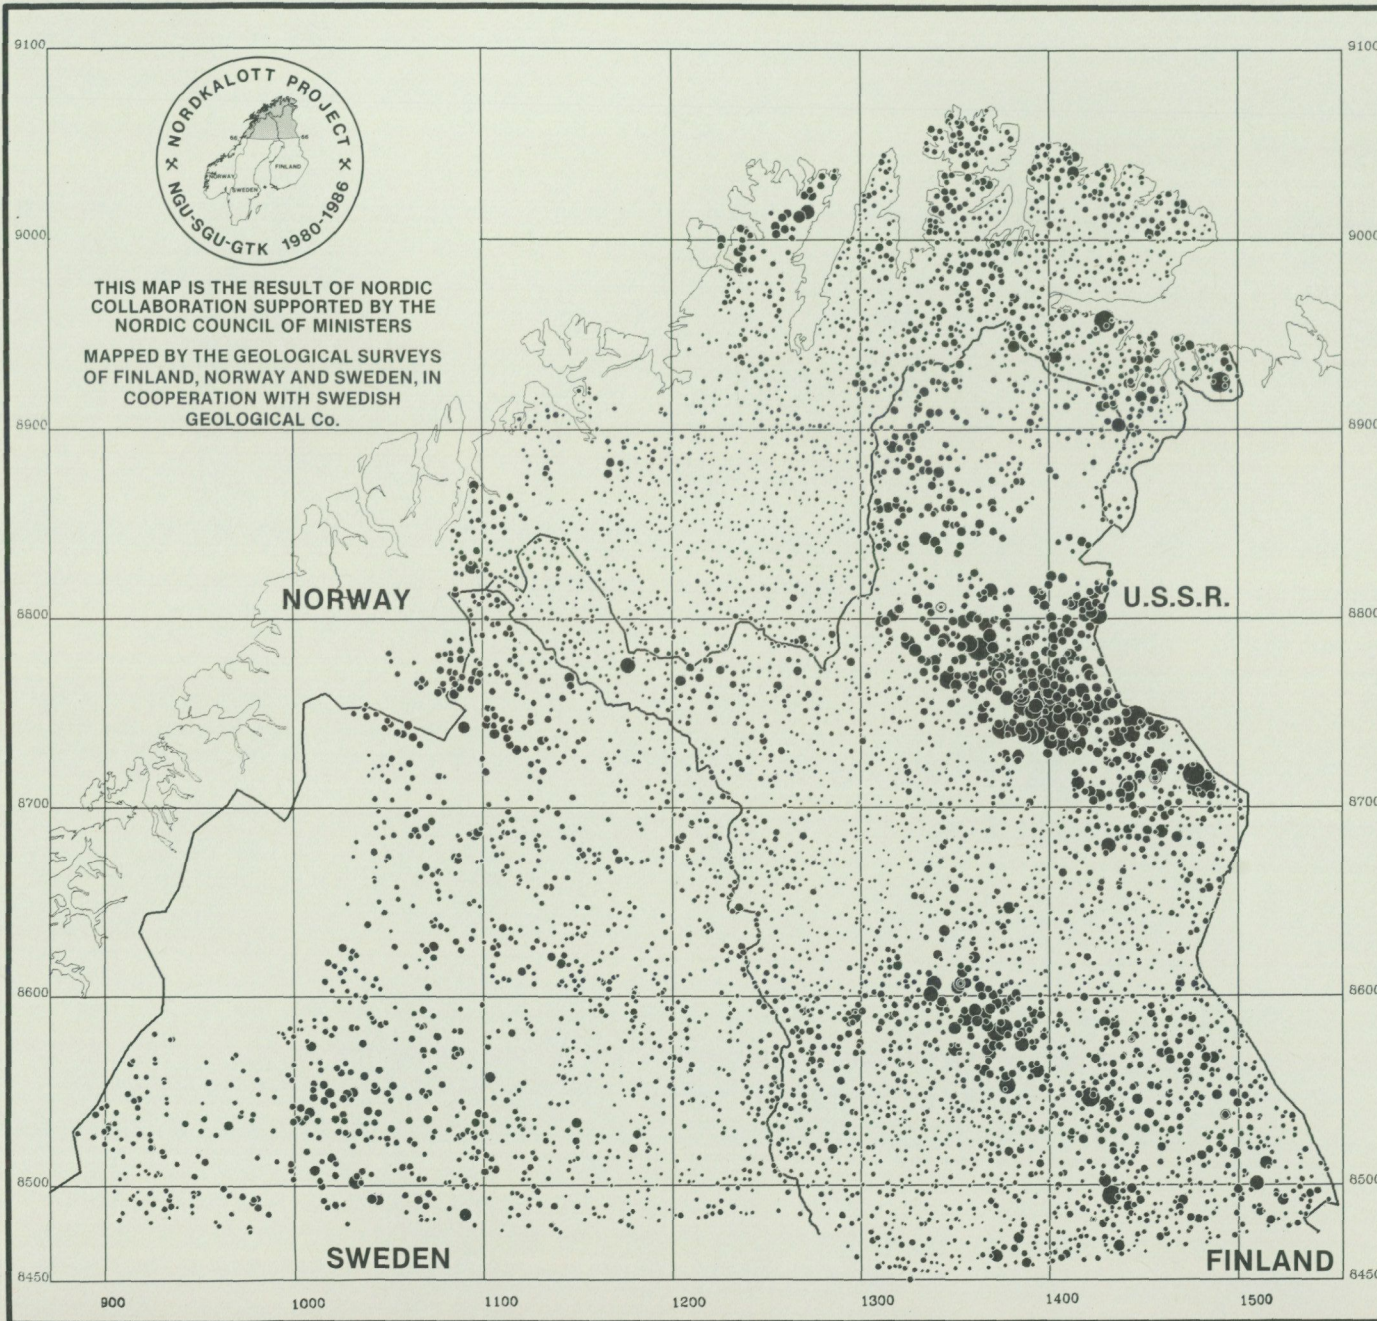 9100
9100
NORDKALOTT PROJECT
NORWAY
SWEDEN
FINLAND
NGU-SGU-GTK 1980-1986
9000
9000
THIS MAP IS THE RESULT OF NORDIC
COLLABORATION SUPPORTED BY THE
NORDIC COUNCIL OF MINISTERS
MAPPED BY THE GEOLOGICAL SURVEYS
OF FINLAND, NORWAY AND SWEDEN, IN
COOPERATION WITH SWEDISH
GEOLOGICAL Co.
8900
8900
NORWAY
U.S.S.R.
8800
8800
8700
8700
8600
8600
8500
8500
SWEDEN
FINLAND
8450
8450
900 1000 1100 1200 1300 1400 1500